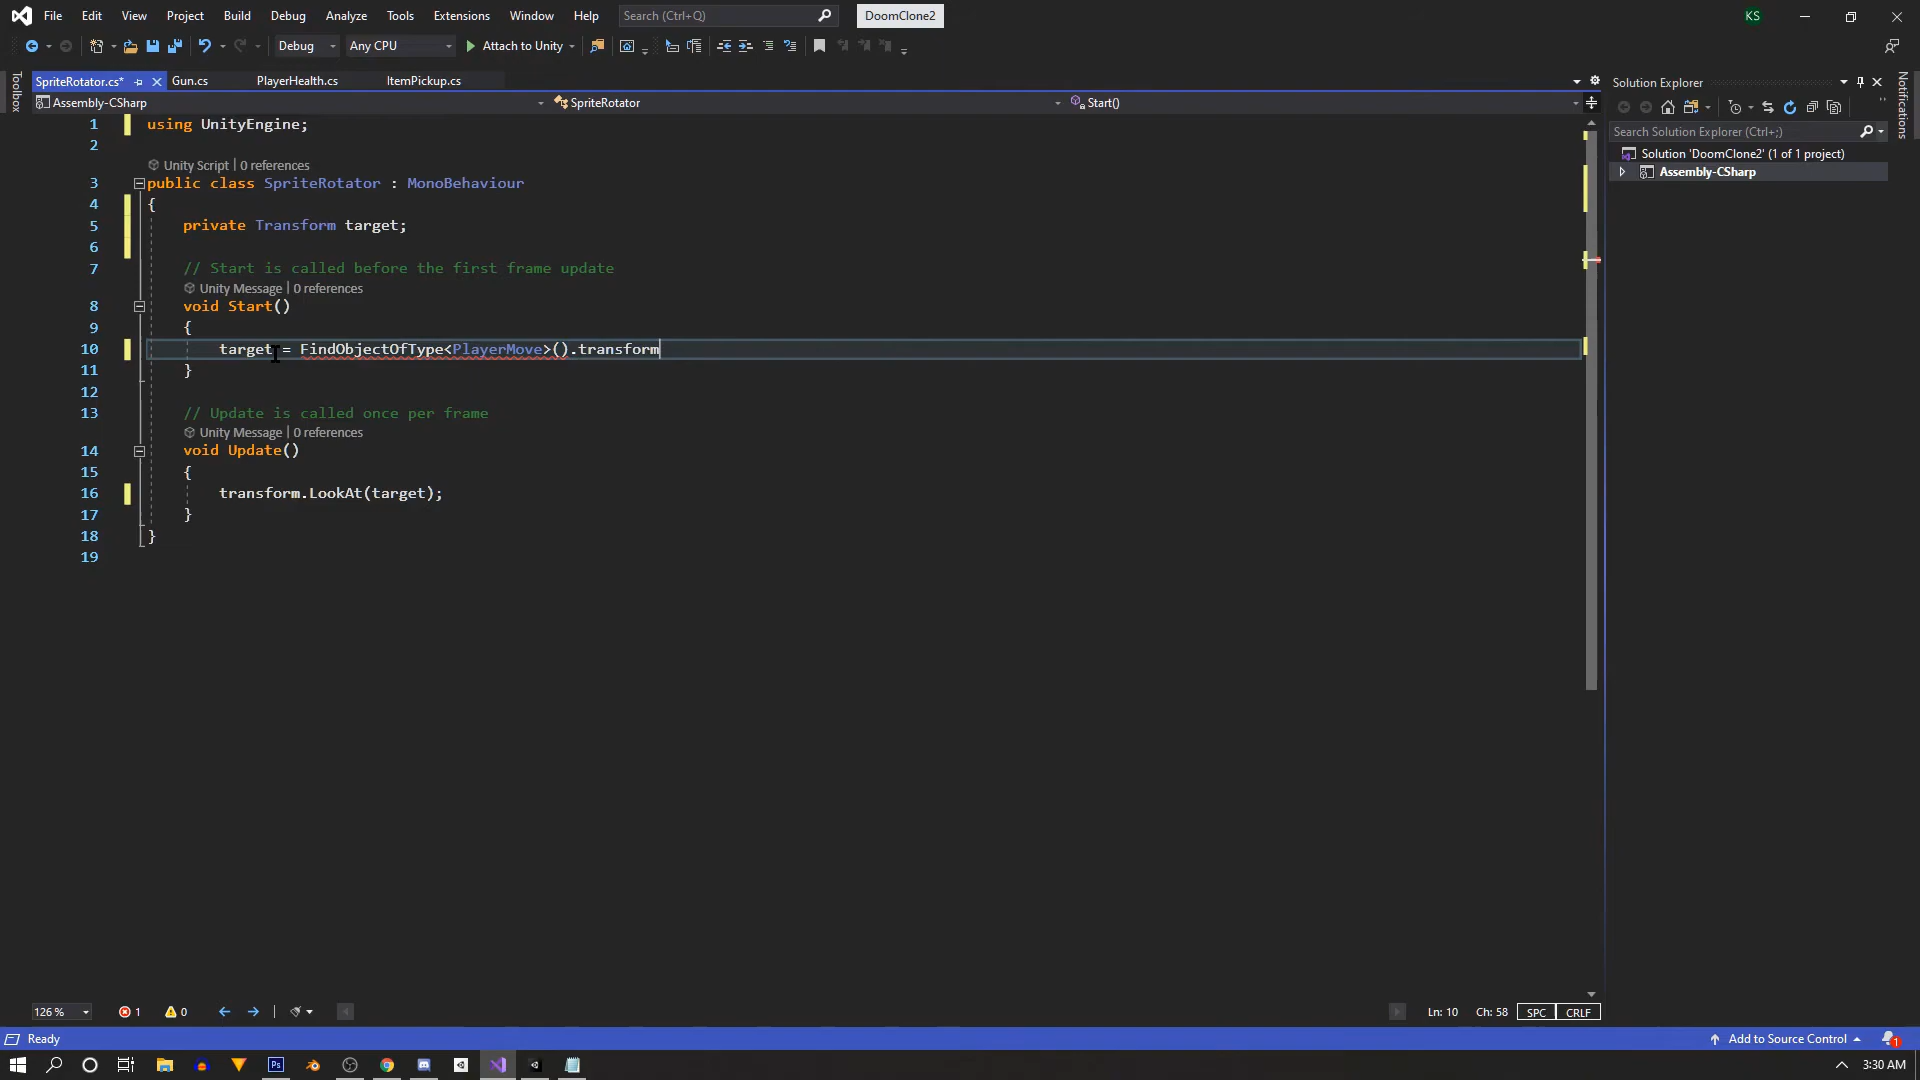 File Edit View Project Build Debug Analyze Tools Extensions Window Help Search (Ctrl+Q) DoomClone2 KS
Debug Any CPU Attach to Unity
Toolbox
SpriteRotator.cs* Gun.cs PlayerHealth.cs ItemPickup.cs
Assembly-CSharp SpriteRotator Start()
1 using UnityEngine;
2
Unity Script | 0 references
3 public class SpriteRotator : MonoBehaviour
4 {
5 private Transform target;
6
7 // Start is called before the first frame update
Unity Message | 0 references
8 void Start()
9 {
10 target = FindObjectOfType<PlayerMove>().transform
11 }
12
13 // Update is called once per frame
Unity Message | 0 references
14 void Update()
15 {
16 transform.LookAt(target);
17 }
18 }
19
Solution Explorer
Search Solution Explorer (Ctrl+;)
Solution 'DoomClone2' (1 of 1 project)
Assembly-CSharp
Notifications
126 % 1 0 Ln: 10 Ch: 58 SPC CRLF
Ready Add to Source Control 1
Ps 3:30 AM